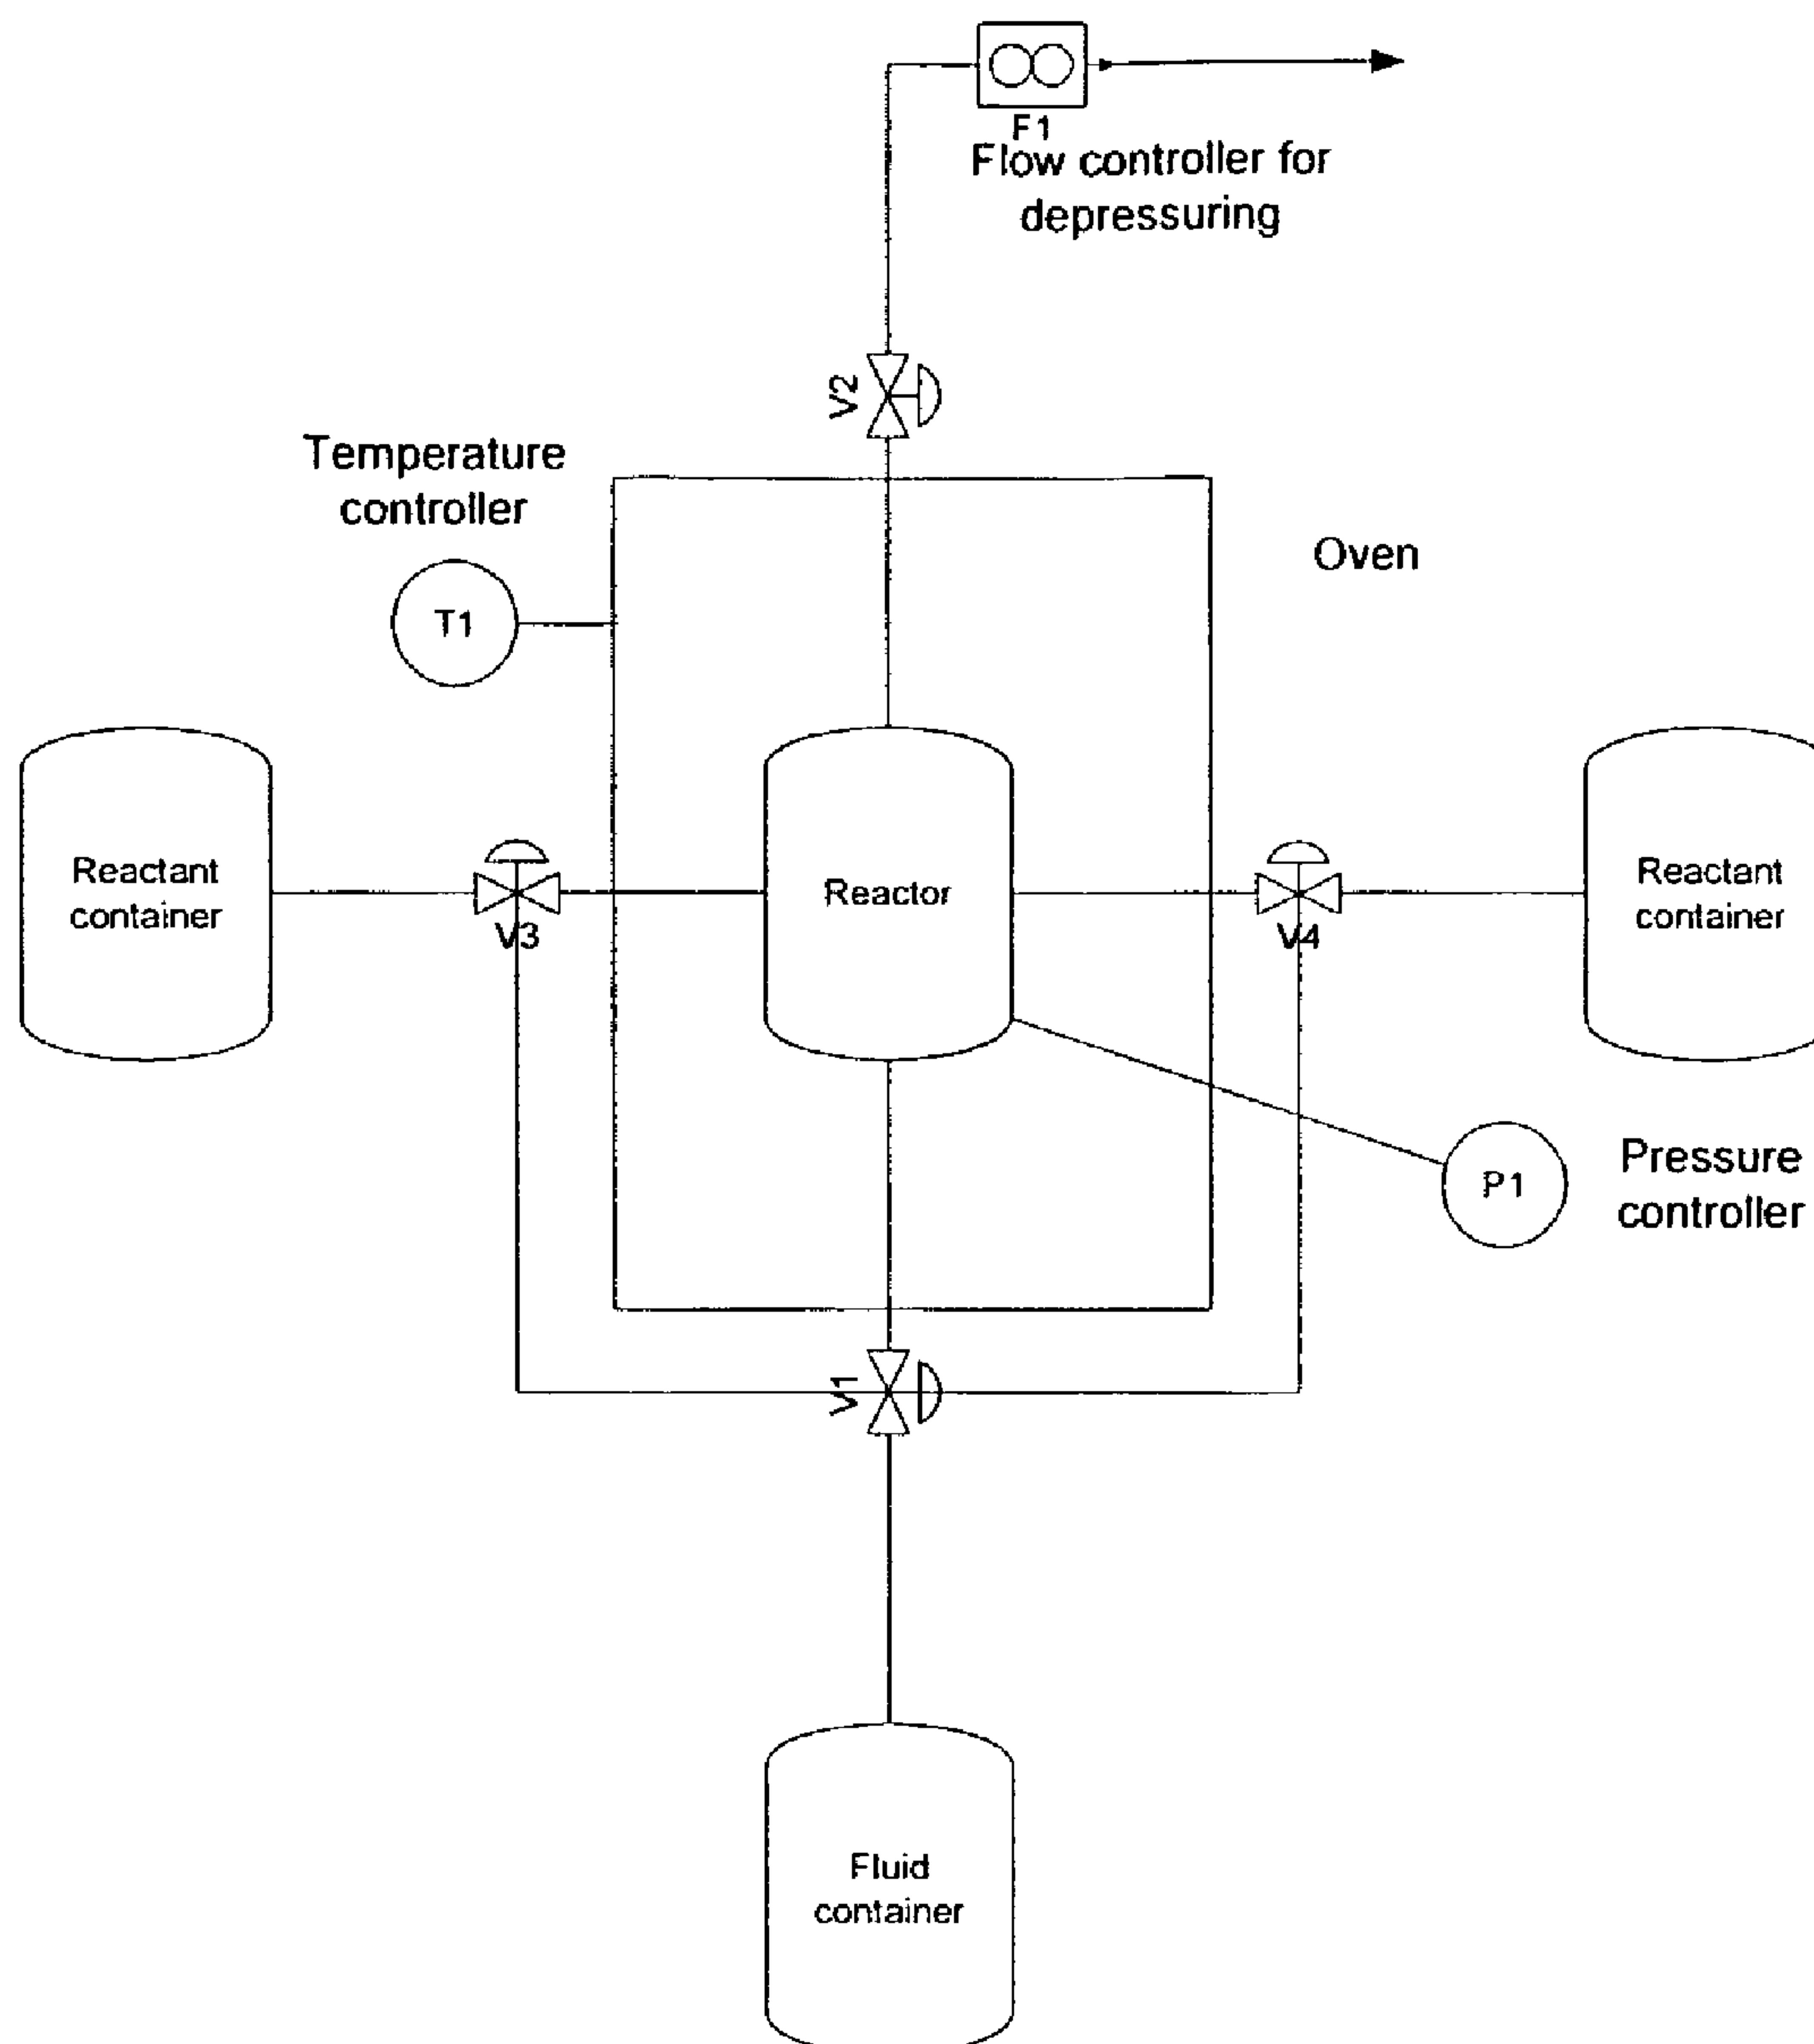 F1
Flow controller for
depressuring
V2
Temperature
controller
Oven
T1
Reactant
container
Reactor
Reactant
container
V3
V4
Pressure
controller
P1
V1
Fluid
container